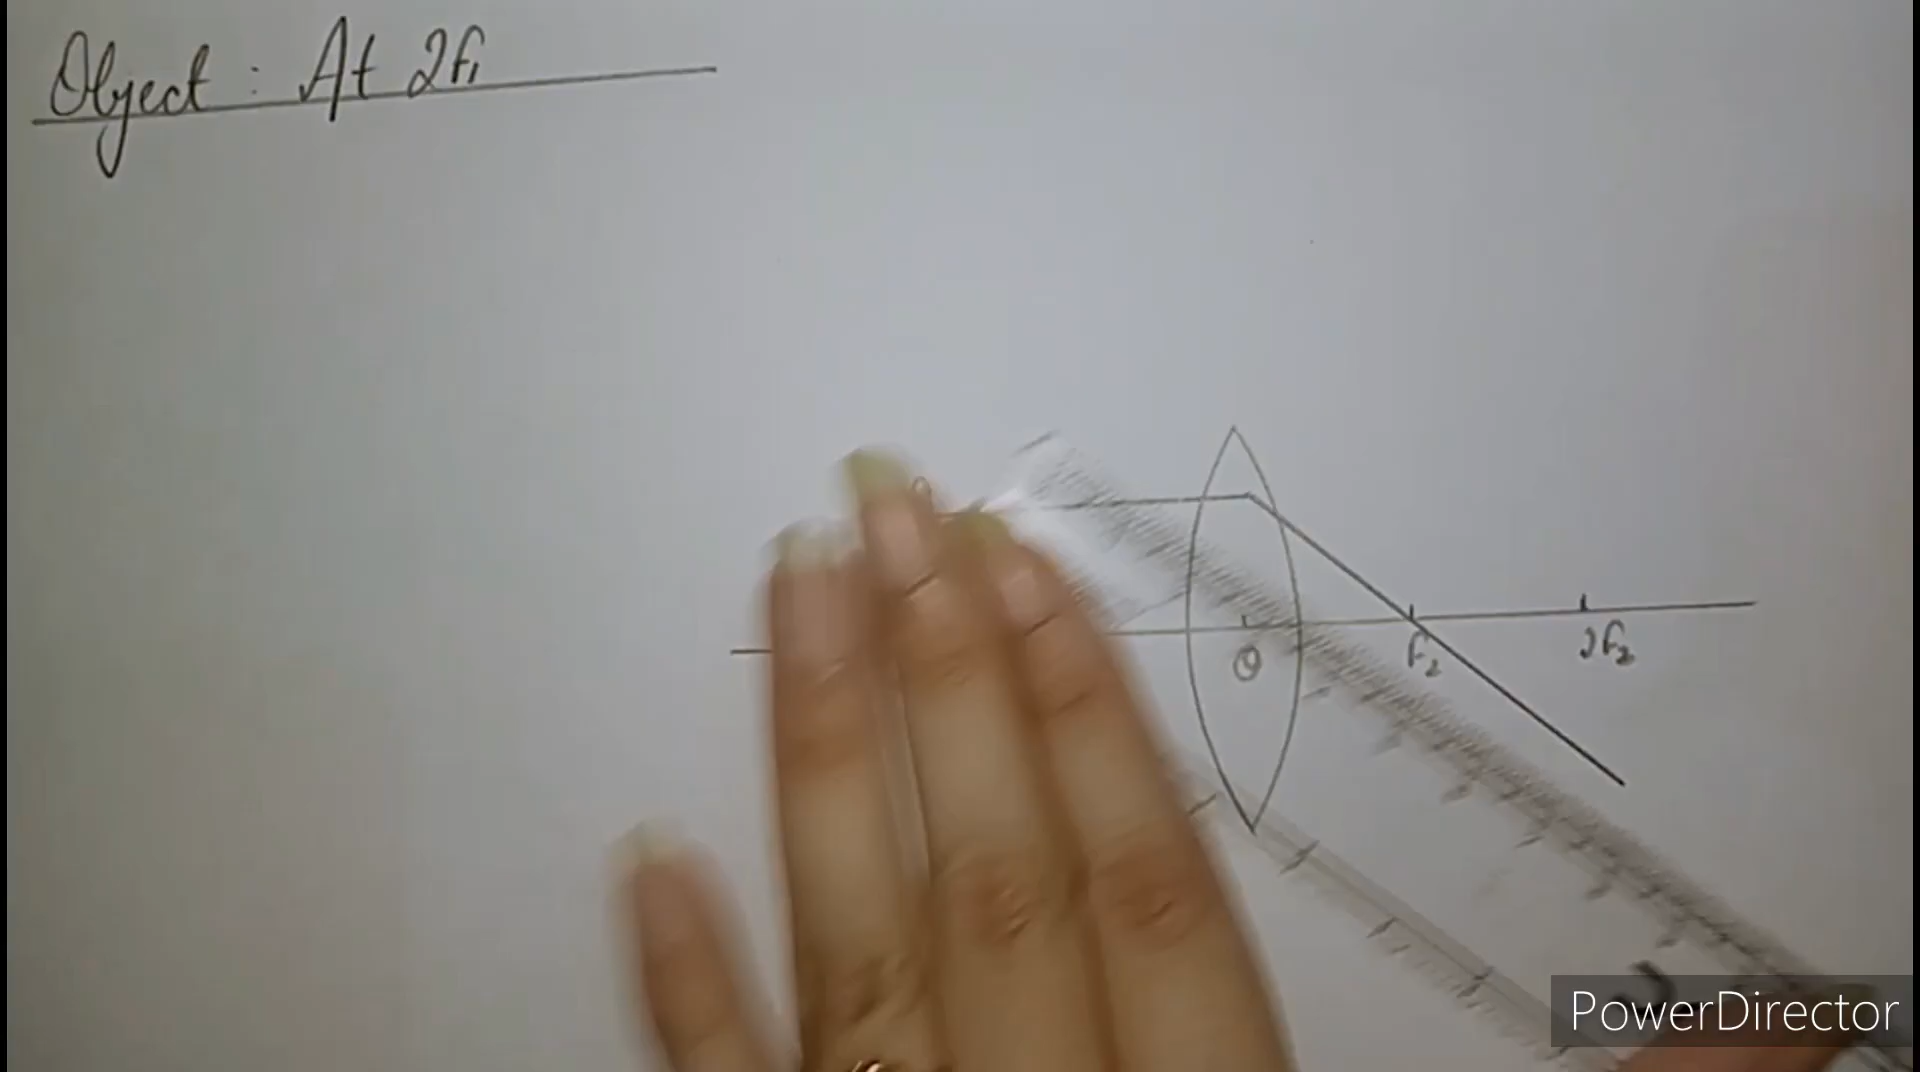 Object : At 2f₁
O
F₂
2F₂
PowerDirector